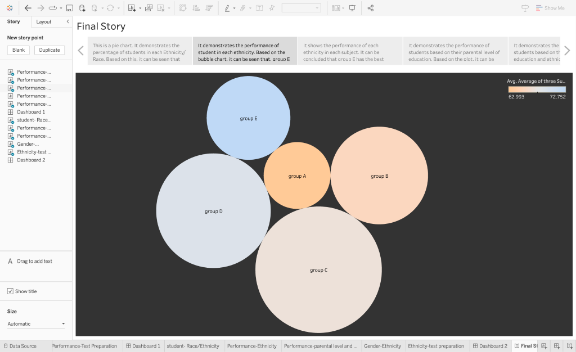 Show Me
Story
Layout
Final Story
New story point
Blank
Duplicate
This is a pie chart. It demonstrates the
percentage of students in each Ethnicity/
Race. Based on this, it can be seen that
It demonstrates the performance of
student in each ethnicity. Based on the
bubble chart, it can be seen, group E
It shows the performance of each
ethnicity in each subject. It can be
concluded that group E has the best
It demonstrates the performance of
students based on their parental level of
education. Based on the plot, it can be
It demonstrates the
education and ethni
Performance-...
Performance-...
Performance-...
Performance-...
Performance-...
Dashboard 1
student- Race...
Performance-...
Performance-...
Gender-...
Ethnicity-test ...
Dashboard 2
Avg. Average of three Su...
72.752
group E
group A
group B
group D
group C
Drag to add text
Show title
Size
Automatic
Data Source
Performance-Test Preparation
Dashboard 1
student- Race/Ethnicity
Performance-Ethnicity
Performance-parental level and ...
Gender-Ethnicity
Ethnicity-test preparation
Dashboard 2
Final St